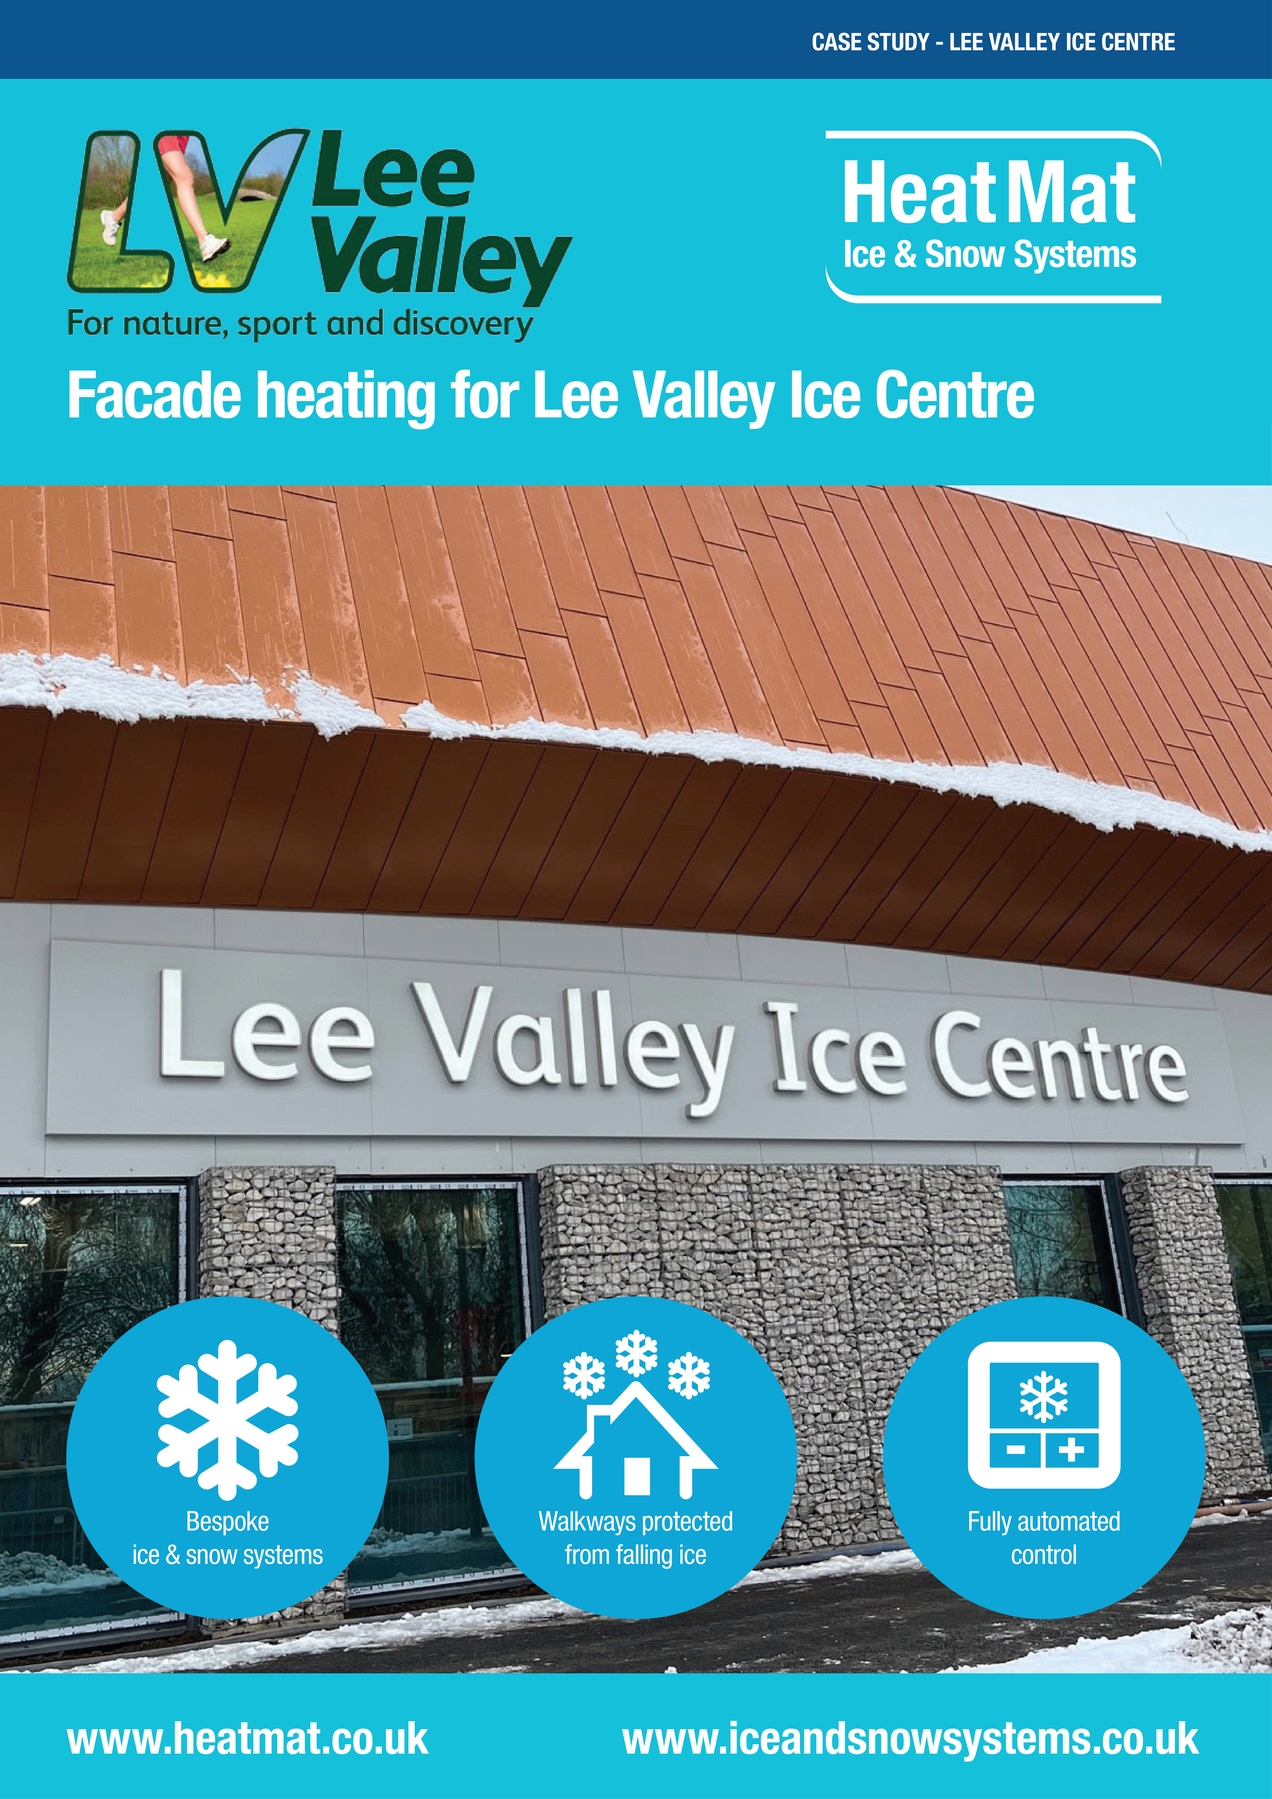 CASE STUDY - LEE VALLEY ICE CENTRE
LV
Lee
Valley
For nature, sport and discovery
Heat Mat
Ice & Snow Systems
Facade heating for Lee Valley Ice Centre
Lee Valley Ice Centre
Bespoke
ice & snow systems
Walkways protected
from falling ice
Fully automated
control
www.heatmat.co.uk
www.iceandsnowsystems.co.uk